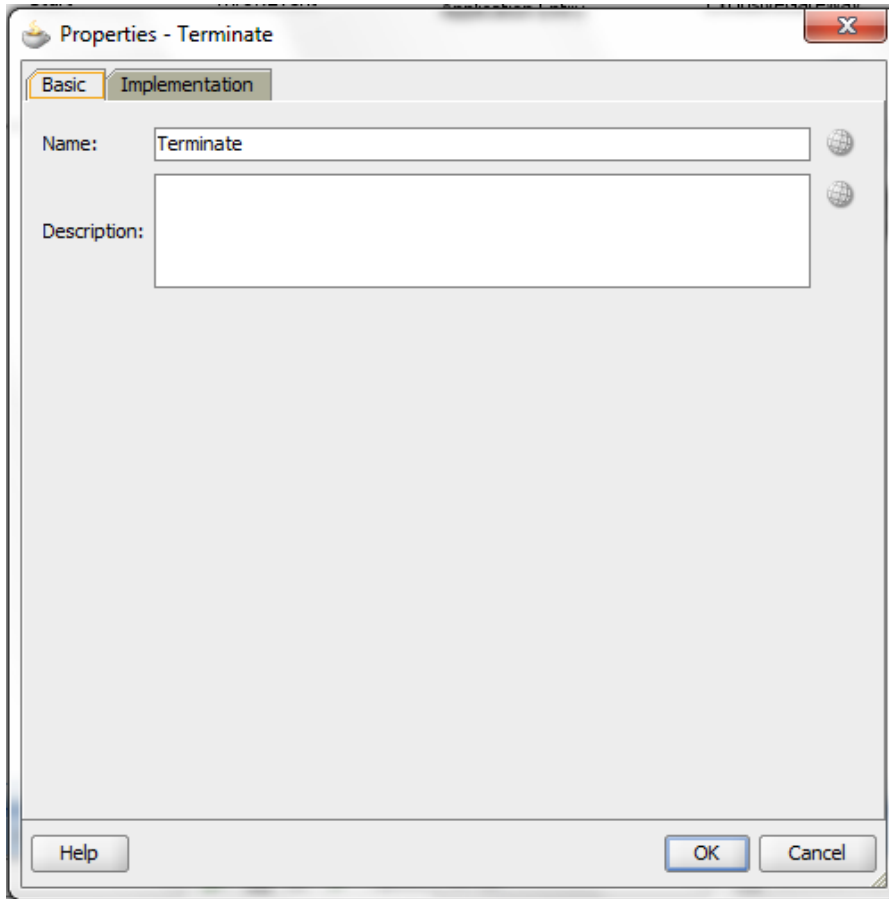 Properties - Terminate
Basic Implementation
Name: Terminate
Description:
Help OK Cancel